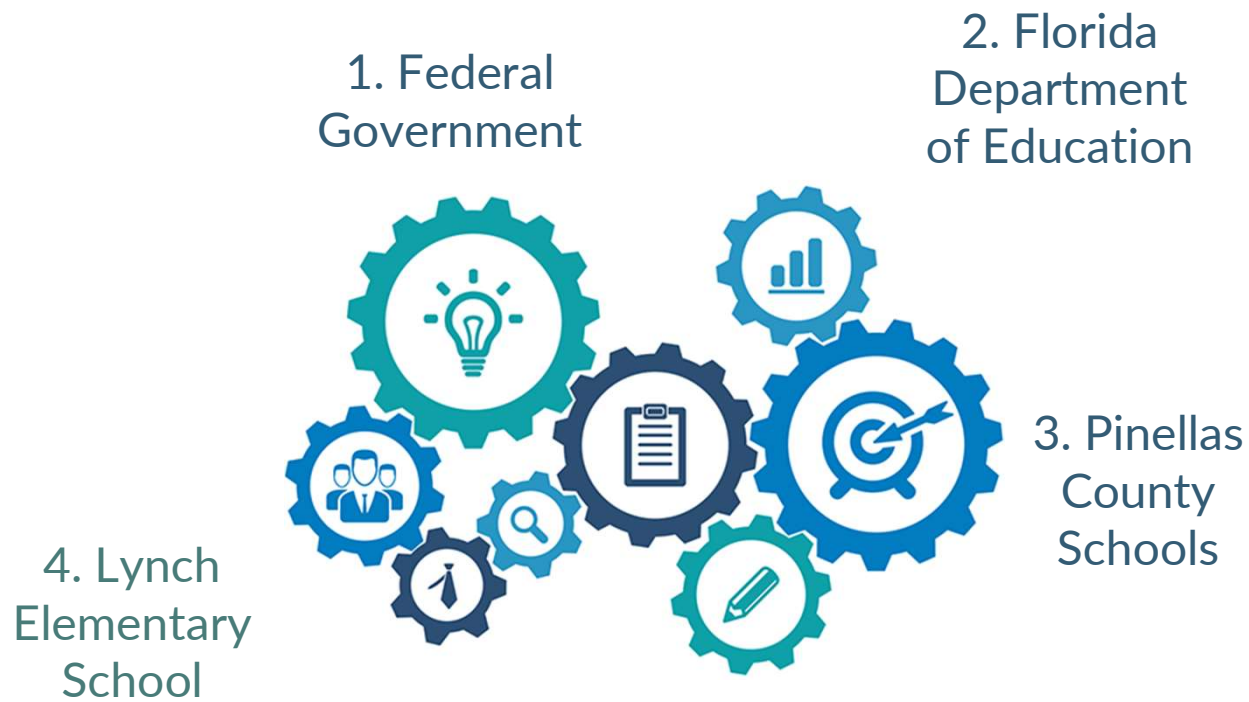 1. Federal
Government
2. Florida
Department
of Education
3. Pinellas
County
Schools
4. Lynch
Elementary
School